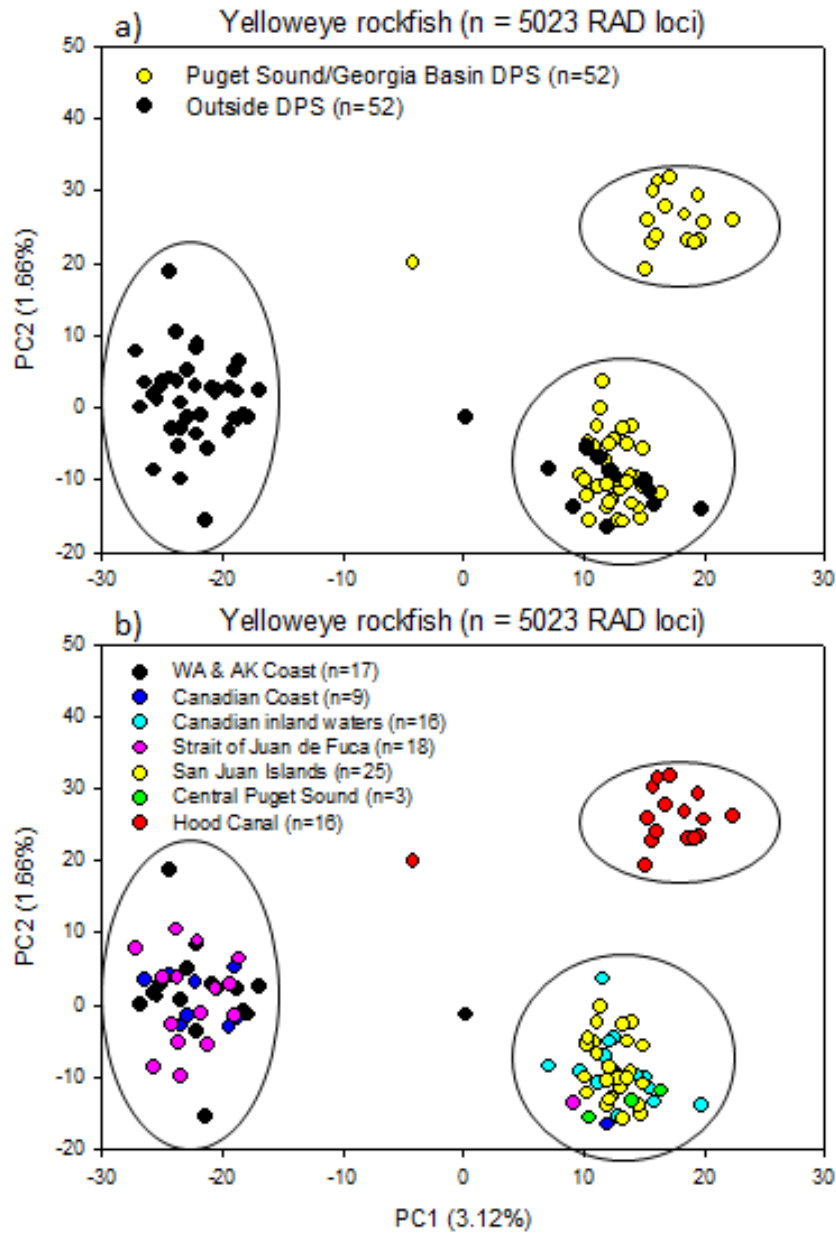 a) Yelloweye rockfish (n = 5023 RAD loci)
50
Puget Sound/Georgia Basin DPS (n=52)
Outside DPS (n=52)
40
30
20
10
0
-10
-20
PC2 (1.66%)
-30 -20 -10 0 10 20 30
b) Yelloweye rockfish (n = 5023 RAD loci)
50
WA & AK Coast (n=17)
Canadian Coast (n=9)
Canadian inland waters (n=16)
Strait of Juan de Fuca (n=18)
San Juan Islands (n=25)
Central Puget Sound (n=3)
Hood Canal (n=16)
40
30
20
10
0
-10
-20
PC2 (1.66%)
-30 -20 -10 0 10 20 30
PC1 (3.12%)